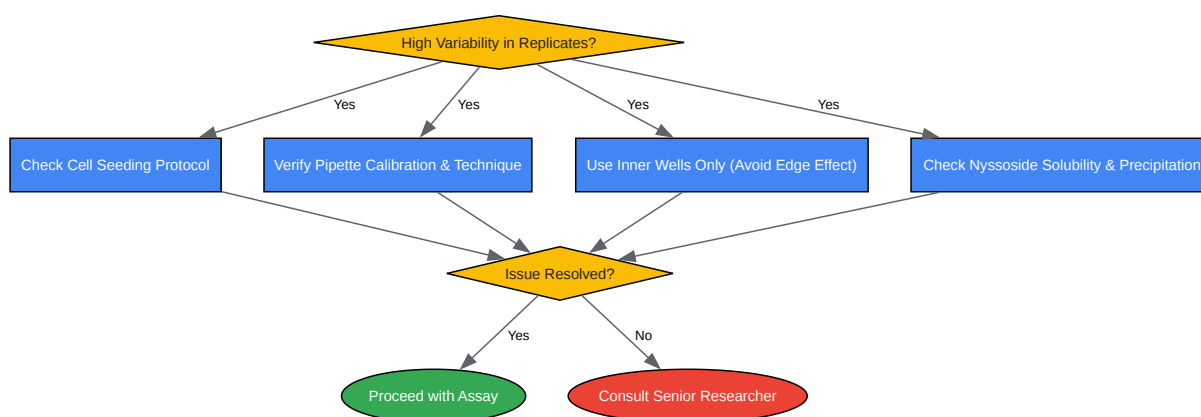 High Variability in Replicates?
Yes
Yes
Yes
Yes
Check Cell Seeding Protocol
Verify Pipette Calibration & Technique
Use Inner Wells Only (Avoid Edge Effect)
Check Nyssoside Solubility & Precipitation
Issue Resolved?
Yes
No
Proceed with Assay
Consult Senior Researcher